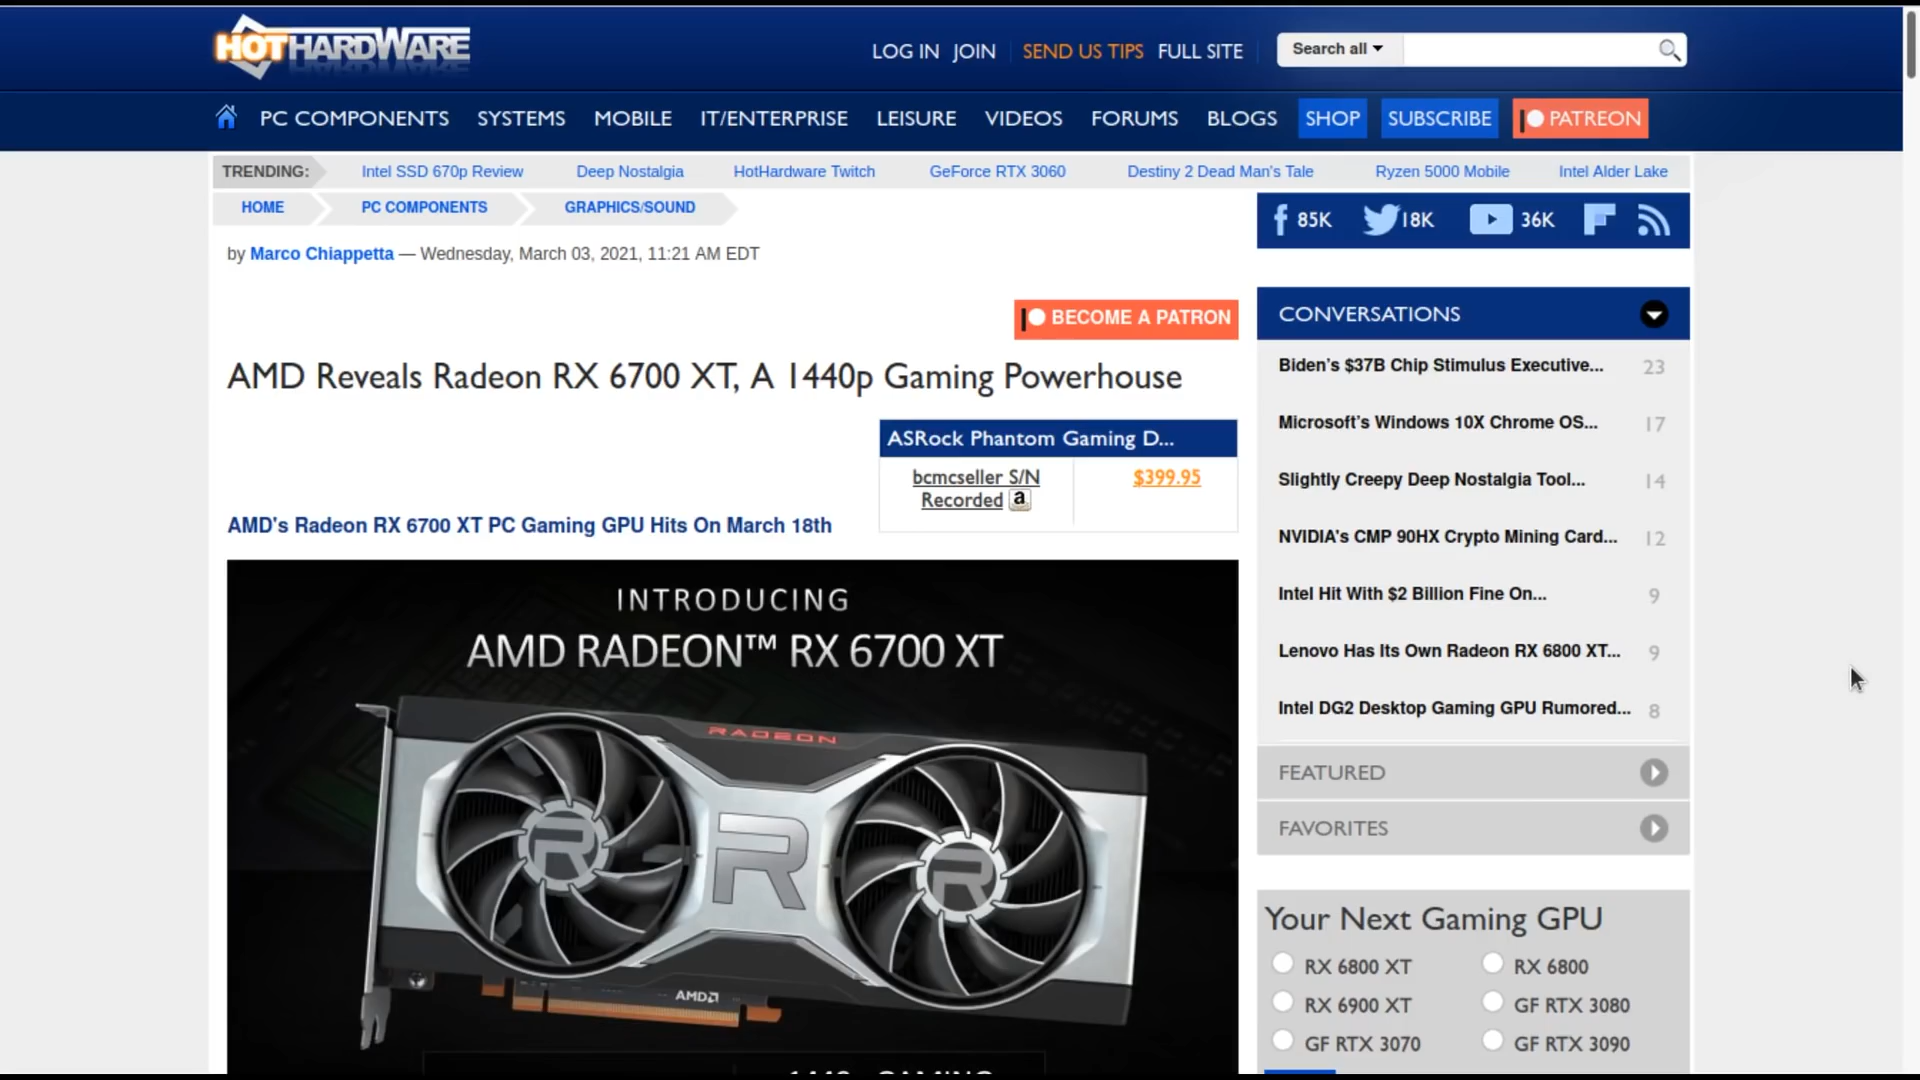 HOTHARDWARE
LOG IN JOIN SEND US TIPS FULL SITE
Search all
PC COMPONENTS SYSTEMS MOBILE IT/ENTERPRISE LEISURE VIDEOS FORUMS BLOGS SHOP SUBSCRIBE PATREON
TRENDING: Intel SSD 670p Review Deep Nostalgia HotHardware Twitch GeForce RTX 3060 Destiny 2 Dead Man's Tale Ryzen 5000 Mobile Intel Alder Lake
HOME PC COMPONENTS GRAPHICS/SOUND
85K 18K 36K
by Marco Chiappetta — Wednesday, March 03, 2021, 11:21 AM EDT
BECOME A PATRON
AMD Reveals Radeon RX 6700 XT, A 1440p Gaming Powerhouse
ASRock Phantom Gaming D...
bcmcseller S/N
Recorded
$399.95
AMD's Radeon RX 6700 XT PC Gaming GPU Hits On March 18th
INTRODUCING
AMD RADEON™ RX 6700 XT
RADEON
R
R
R
AMD
1440p GAMING
CONVERSATIONS
Biden’s $37B Chip Stimulus Executive... 23
Microsoft’s Windows 10X Chrome OS... 17
Slightly Creepy Deep Nostalgia Tool... 14
NVIDIA's CMP 90HX Crypto Mining Card... 12
Intel Hit With $2 Billion Fine On... 9
Lenovo Has Its Own Radeon RX 6800 XT... 9
Intel DG2 Desktop Gaming GPU Rumored... 8
FEATURED
FAVORITES
Your Next Gaming GPU
RX 6800 XT RX 6800
RX 6900 XT GF RTX 3080
GF RTX 3070 GF RTX 3090